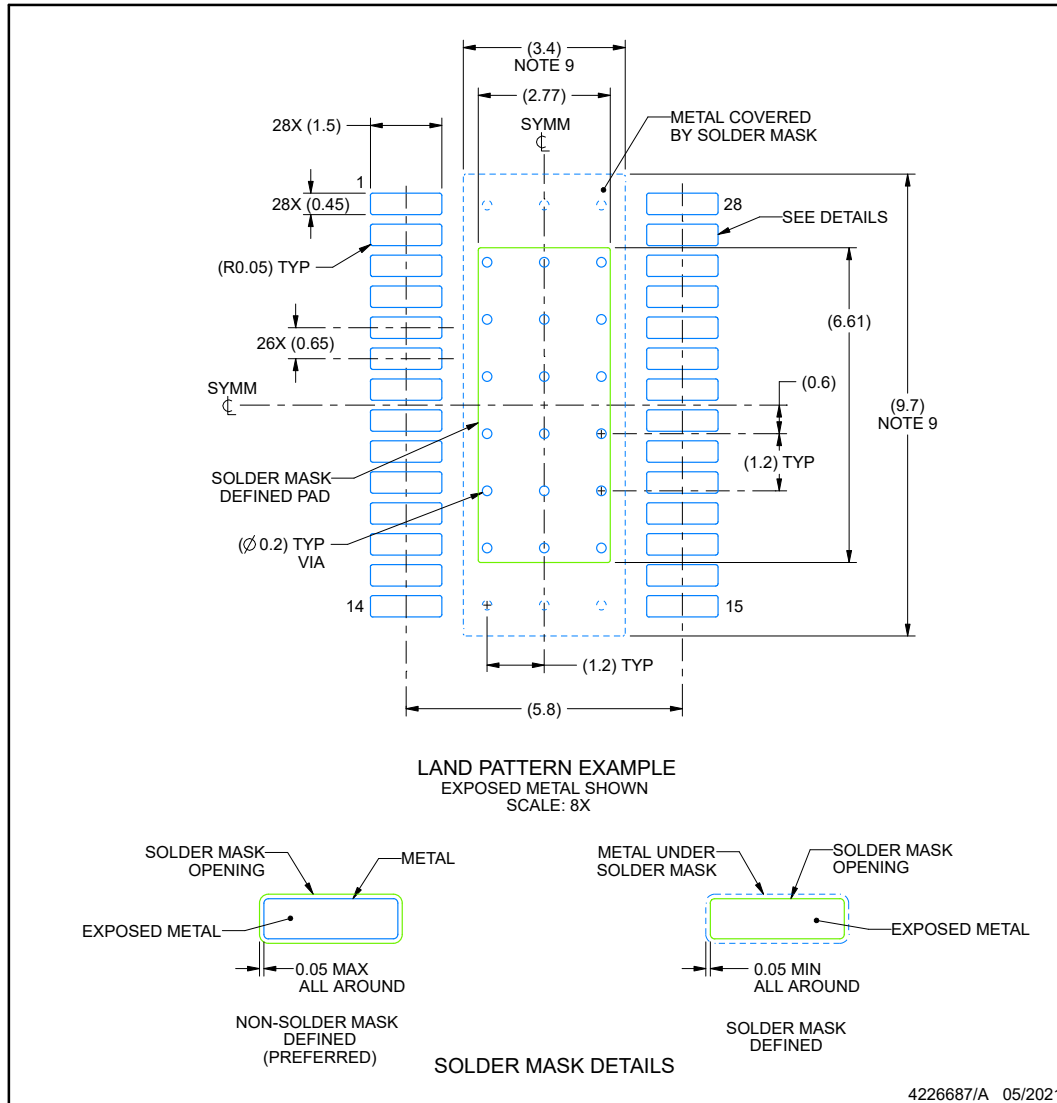 (3.4)
NOTE 9
(2.77)
SYMM
℄
METAL COVERED
BY SOLDER MASK
28X (1.5)
1
28X (0.45)
28
SEE DETAILS
(R0.05) TYP
(6.61)
26X (0.65)
(0.6)
SYMM
℄
(9.7)
NOTE 9
(1.2) TYP
SOLDER MASK
DEFINED PAD
(∅0.2) TYP
VIA
14
15
(1.2) TYP
(5.8)
LAND PATTERN EXAMPLE
EXPOSED METAL SHOWN
SCALE: 8X
SOLDER MASK
OPENING
METAL
EXPOSED METAL
0.05 MAX
ALL AROUND
NON-SOLDER MASK
DEFINED
(PREFERRED)
METAL UNDER
SOLDER MASK
SOLDER MASK
OPENING
EXPOSED METAL
0.05 MIN
ALL AROUND
SOLDER MASK
DEFINED
SOLDER MASK DETAILS
4226687/A 05/2021